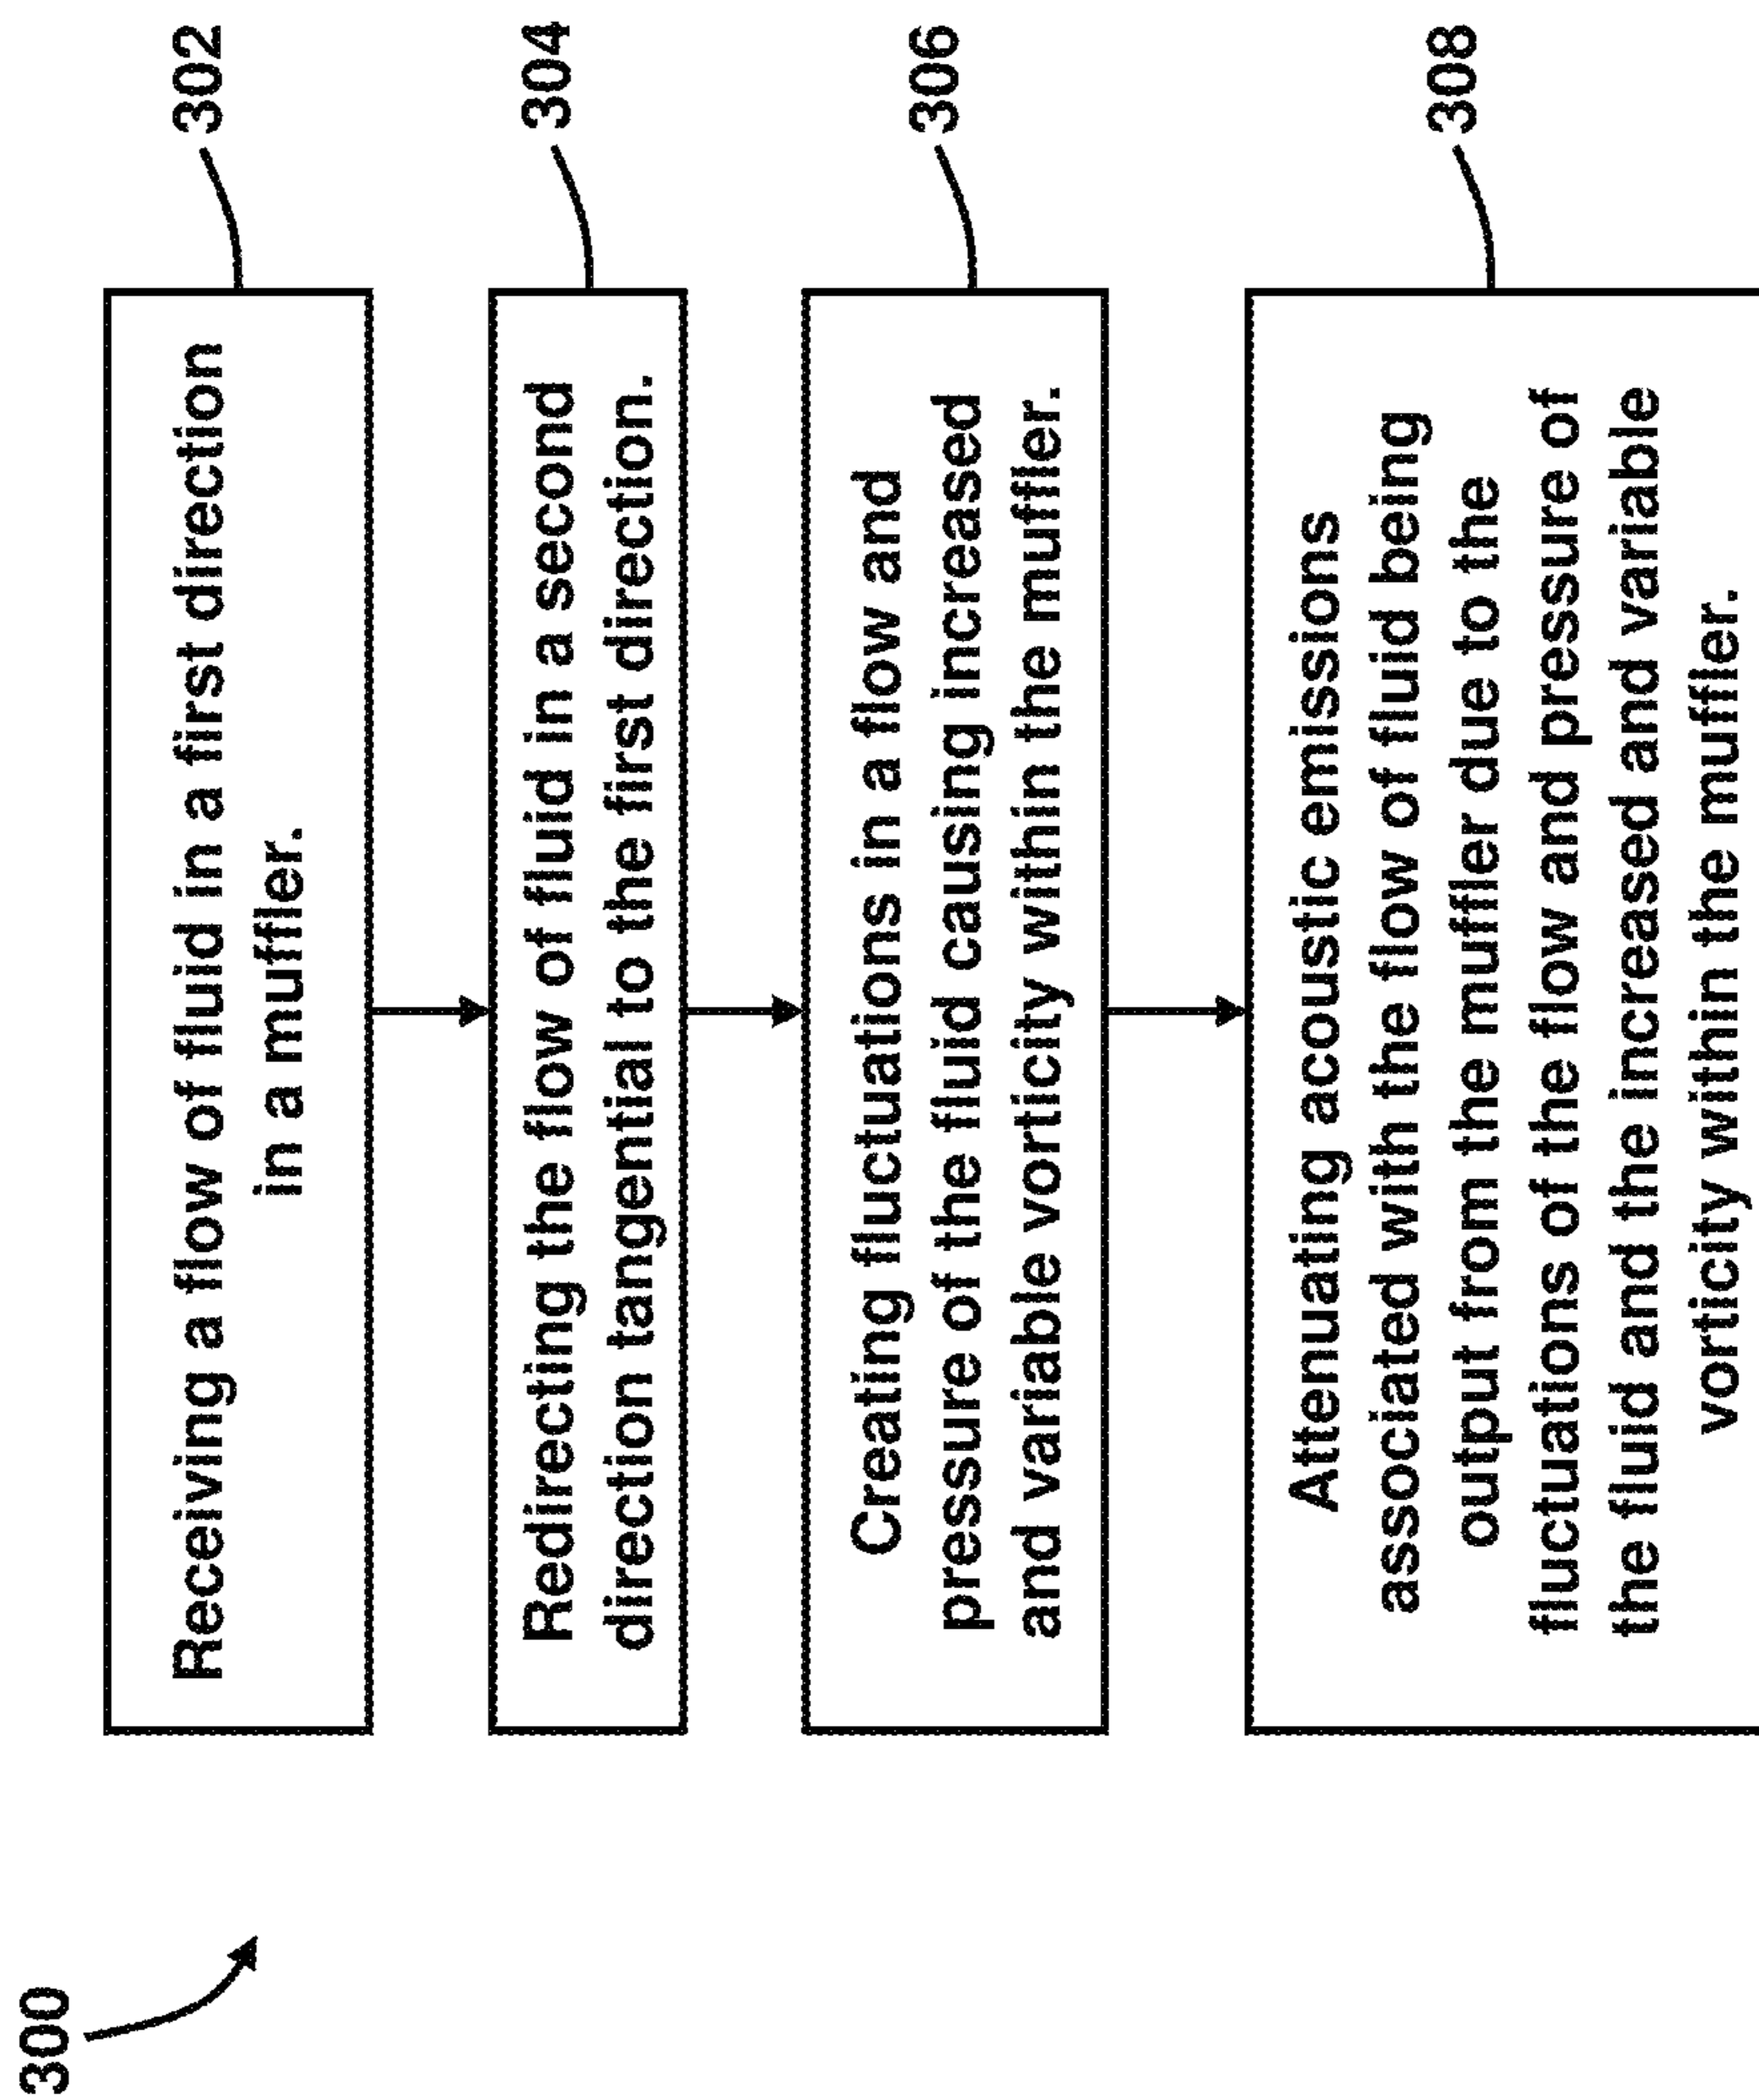 300
Receiving a flow of fluid in a first direction
in a muffler.
302
Redirecting the flow of fluid in a second
direction tangential to the first direction.
304
Creating fluctuations in a flow and
pressure of the fluid causing increased
and variable vorticity within the muffler.
306
Attenuating acoustic emissions
associated with the flow of fluid being
output from the muffler due to the
fluctuations of the flow and pressure of
the fluid and the increased and variable
vorticity within the muffler.
308